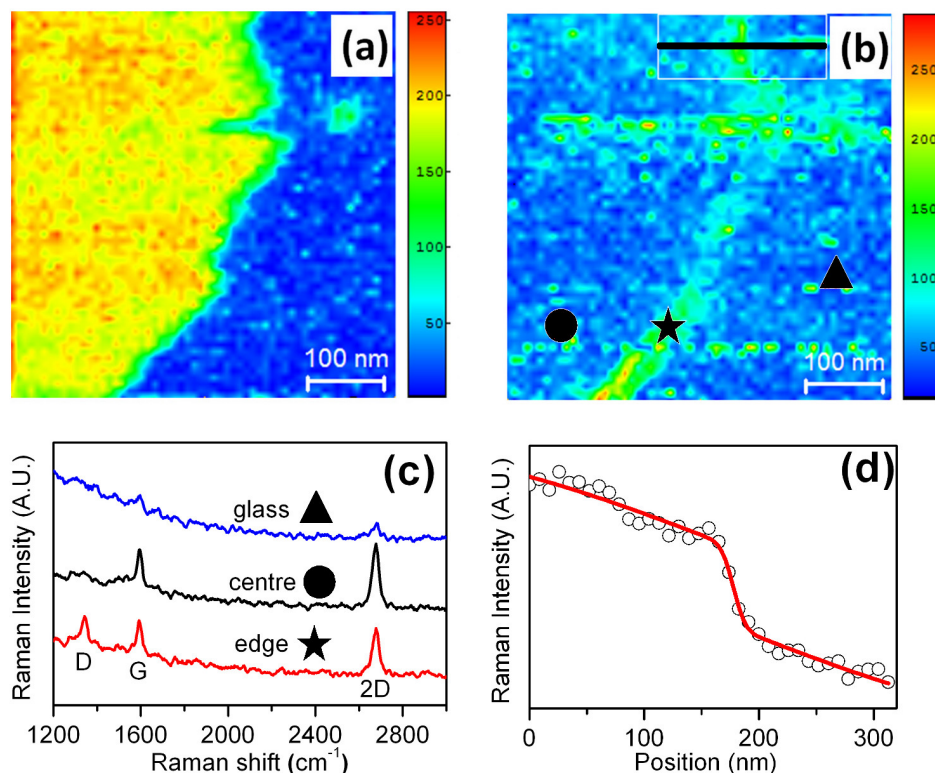 (a)
250
200
150
100
50
100 nm
(b)
250
200
150
100
50
100 nm
(c)
Raman Intensity (A.U.)
glass
centre
edge
D
G
2D
1200 1600 2000 2400 2800
Raman shift (cm⁻¹)
(d)
Raman Intensity (A.U.)
0 100 200 300
Position (nm)